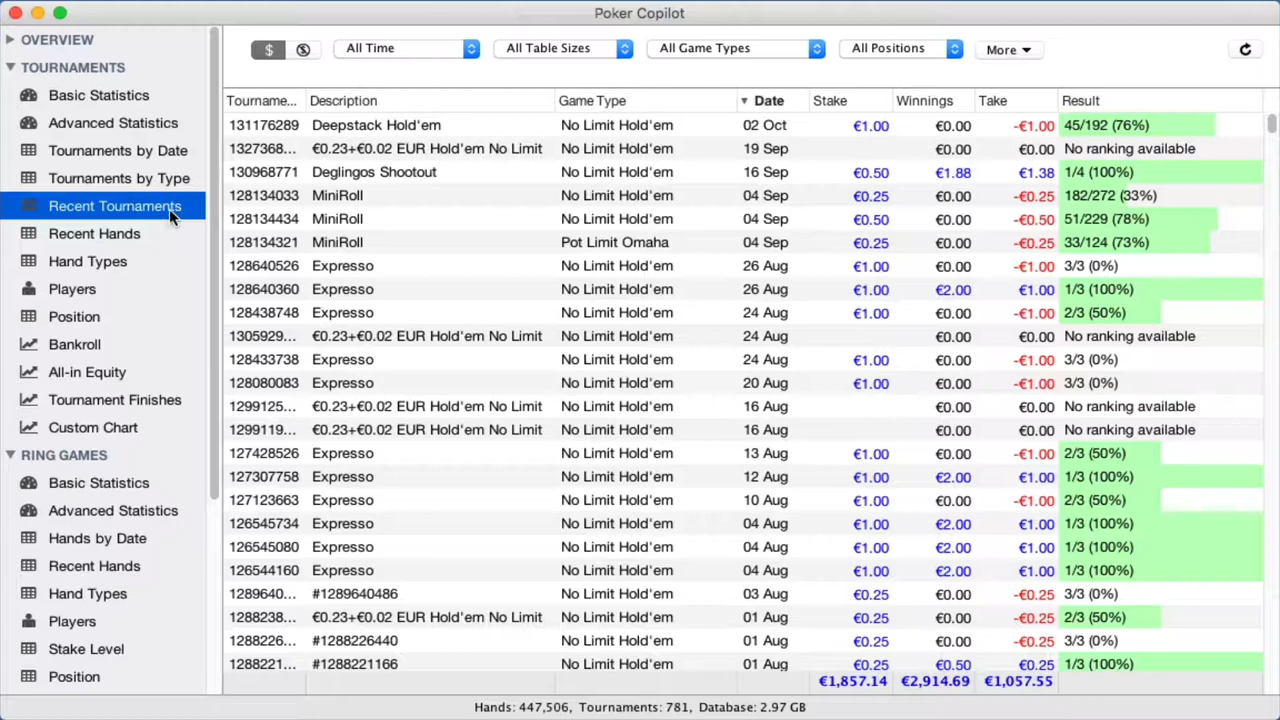 Poker Copilot
OVERVIEW
TOURNAMENTS
Basic Statistics
Advanced Statistics
Tournaments by Date
Tournaments by Type
Recent Tournaments
Recent Hands
Hand Types
Players
Position
Bankroll
All-in Equity
Tournament Finishes
Custom Chart
RING GAMES
Basic Statistics
Advanced Statistics
Hands by Date
Recent Hands
Hand Types
Players
Stake Level
Position
$ All Time All Table Sizes All Game Types All Positions More
Tourname... Description Game Type Date Stake Winnings Take Result
131176289 Deepstack Hold'em No Limit Hold'em 02 Oct €1.00 €0.00 -€1.00 45/192 (76%)
1327368... €0.23+€0.02 EUR Hold'em No Limit No Limit Hold'em 19 Sep €0.00 €0.00 No ranking available
130968771 Deglingos Shootout No Limit Hold'em 16 Sep €0.50 €1.88 €1.38 1/4 (100%)
128134033 MiniRoll No Limit Hold'em 04 Sep €0.25 €0.00 -€0.25 182/272 (33%)
128134434 MiniRoll No Limit Hold'em 04 Sep €0.50 €0.00 -€0.50 51/229 (78%)
128134321 MiniRoll Pot Limit Omaha 04 Sep €0.25 €0.00 -€0.25 33/124 (73%)
128640526 Expresso No Limit Hold'em 26 Aug €1.00 €0.00 -€1.00 3/3 (0%)
128640360 Expresso No Limit Hold'em 26 Aug €1.00 €2.00 €1.00 1/3 (100%)
128438748 Expresso No Limit Hold'em 24 Aug €1.00 €0.00 -€1.00 2/3 (50%)
1305929... €0.23+€0.02 EUR Hold'em No Limit No Limit Hold'em 24 Aug €0.00 €0.00 No ranking available
128433738 Expresso No Limit Hold'em 24 Aug €1.00 €0.00 -€1.00 3/3 (0%)
128080083 Expresso No Limit Hold'em 20 Aug €1.00 €0.00 -€1.00 3/3 (0%)
1299125... €0.23+€0.02 EUR Hold'em No Limit No Limit Hold'em 16 Aug €0.00 €0.00 No ranking available
1299119... €0.23+€0.02 EUR Hold'em No Limit No Limit Hold'em 16 Aug €0.00 €0.00 No ranking available
127428526 Expresso No Limit Hold'em 13 Aug €1.00 €0.00 -€1.00 2/3 (50%)
127307758 Expresso No Limit Hold'em 12 Aug €1.00 €2.00 €1.00 1/3 (100%)
127123663 Expresso No Limit Hold'em 10 Aug €1.00 €0.00 -€1.00 2/3 (50%)
126545734 Expresso No Limit Hold'em 04 Aug €1.00 €2.00 €1.00 1/3 (100%)
126545080 Expresso No Limit Hold'em 04 Aug €1.00 €2.00 €1.00 1/3 (100%)
126544160 Expresso No Limit Hold'em 04 Aug €1.00 €2.00 €1.00 1/3 (100%)
1289640... #1289640486 No Limit Hold'em 03 Aug €0.25 €0.00 -€0.25 3/3 (0%)
1288238... €0.23+€0.02 EUR Hold'em No Limit No Limit Hold'em 01 Aug €0.25 €0.00 -€0.25 2/3 (50%)
1288226... #1288226440 No Limit Hold'em 01 Aug €0.25 €0.00 -€0.25 3/3 (0%)
1288221... #1288221166 No Limit Hold'em 01 Aug €0.25 €0.50 €0.25 1/3 (100%)
€1,857.14 €2,914.69 €1,057.55
Hands: 447,506, Tournaments: 781, Database: 2.97 GB